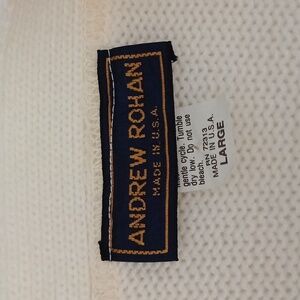 ANDREW ROHAN
MADE IN U.S.A.
gentle cycle. Tumble
dry low. Do not use
bleach.
RN 72313
MADE IN U.S.A.
LARGE